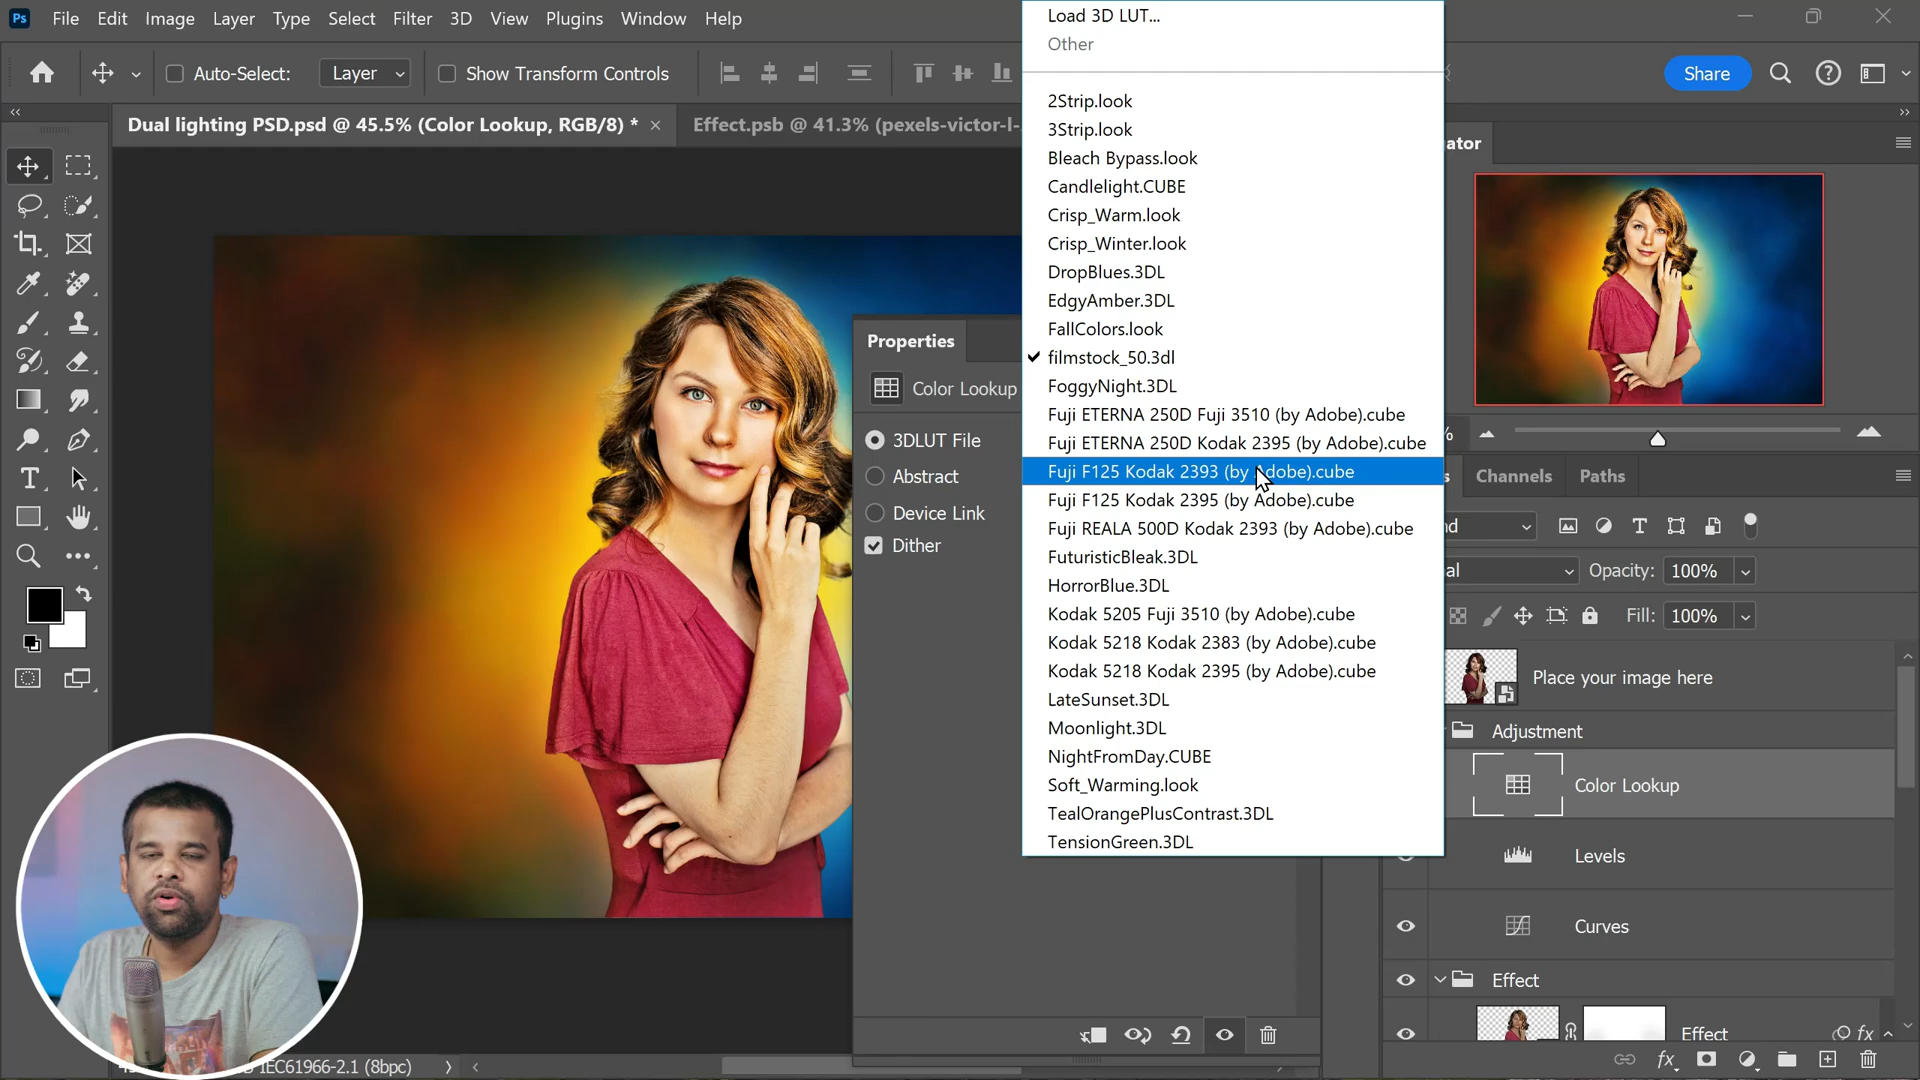 Ps File Edit Image Layer Type Select Filter 3D View Plugins Window Help
Auto-Select: Layer Show Transform Controls
Share
Dual lighting PSD.psd @ 45.5% (Color Lookup, RGB/8) *
Effect.psb @ 41.3% (pexels-victor-l-
Load 3D LUT...
Other
2Strip.look
3Strip.look
Bleach Bypass.look
Candlelight.CUBE
Crisp_Warm.look
Crisp_Winter.look
DropBlues.3DL
EdgyAmber.3DL
FallColors.look
filmstock_50.3dl
FoggyNight.3DL
Fuji ETERNA 250D Fuji 3510 (by Adobe).cube
Fuji ETERNA 250D Kodak 2395 (by Adobe).cube
Fuji F125 Kodak 2393 (by Adobe).cube
Fuji F125 Kodak 2395 (by Adobe).cube
Fuji REALA 500D Kodak 2393 (by Adobe).cube
FuturisticBleak.3DL
HorrorBlue.3DL
Kodak 5205 Fuji 3510 (by Adobe).cube
Kodak 5218 Kodak 2383 (by Adobe).cube
Kodak 5218 Kodak 2395 (by Adobe).cube
LateSunset.3DL
Moonlight.3DL
NightFromDay.CUBE
Soft_Warming.look
TealOrangePlusContrast.3DL
TensionGreen.3DL
Properties
Color Lookup
3DLUT File
Abstract
Device Link
Dither
ator
%
s Channels Paths
nd
al Opacity: 100%
Fill: 100%
Place your image here
Adjustment
Color Lookup
Levels
Curves
Effect
Effect fx
fx
IEC61966-2.1 (8bpc)